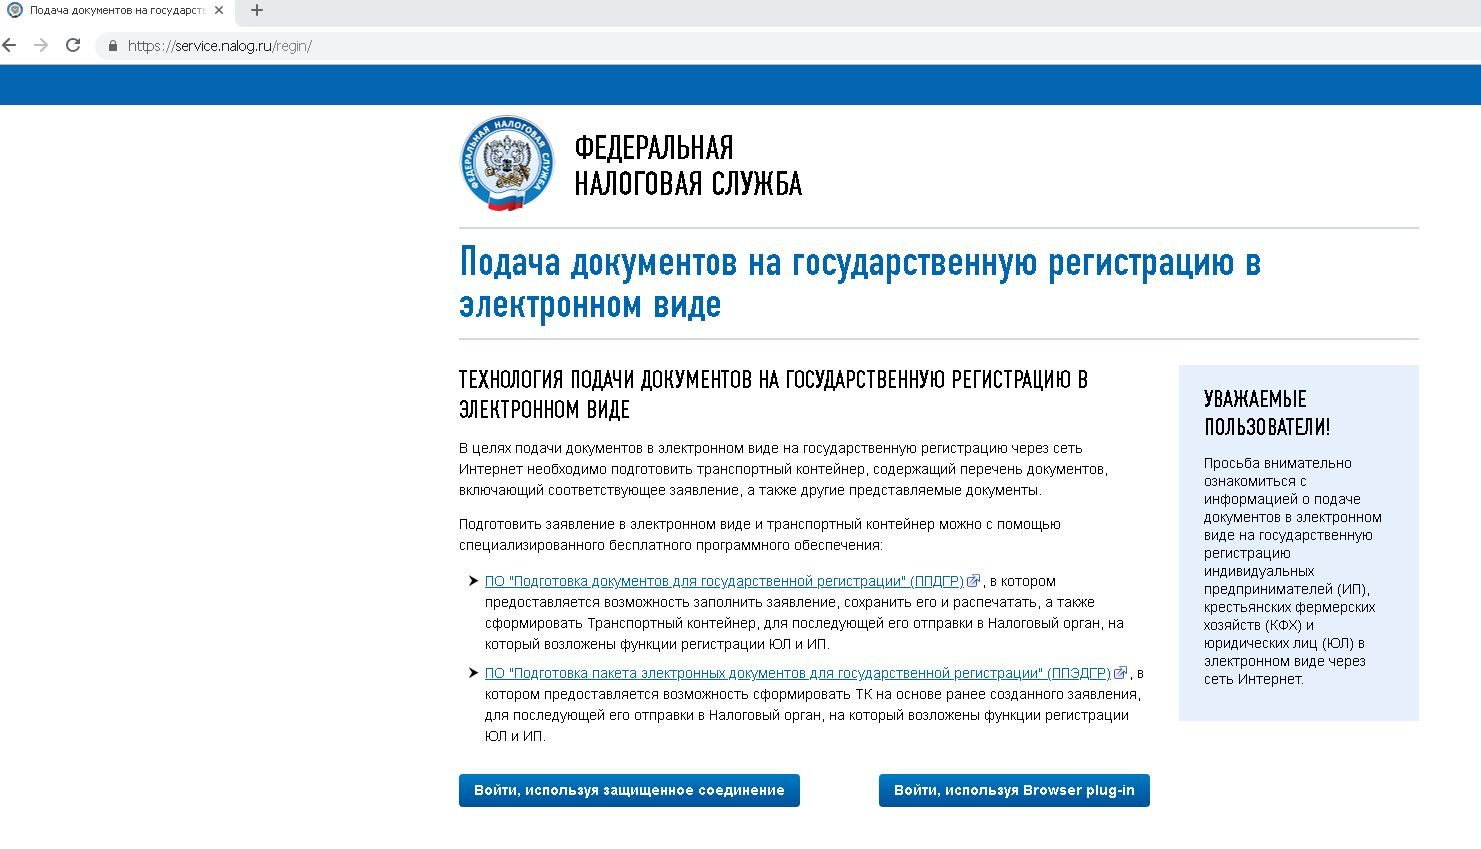 Подача документов на государств
https://service.nalog.ru/regin/
ФЕДЕРАЛЬНАЯ НАЛОГОВАЯ СЛУЖБА
ФЕДЕРАЛЬНАЯ
НАЛОГОВАЯ СЛУЖБА
Подача документов на государственную регистрацию в
электронном виде
ТЕХНОЛОГИЯ ПОДАЧИ ДОКУМЕНТОВ НА ГОСУДАРСТВЕННУЮ РЕГИСТРАЦИЮ В
ЭЛЕКТРОННОМ ВИДЕ
В целях подачи документов в электронном виде на государственную регистрацию через сеть
Интернет необходимо подготовить транспортный контейнер, содержащий перечень документов,
включающий соответствующее заявление, а также другие представляемые документы.
Подготовить заявление в электронном виде и транспортный контейнер можно с помощью
специализированного бесплатного программного обеспечения:
ПО "Подготовка документов для государственной регистрации" (ППДГР), в котором
предоставляется возможность заполнить заявление, сохранить его и распечатать, а также
сформировать Транспортный контейнер, для последующей его отправки в Налоговый орган, на
который возложены функции регистрации ЮЛ и ИП.
ПО "Подготовка пакета электронных документов для государственной регистрации" (ППЭДГР), в
котором предоставляется возможность сформировать ТК на основе ранее созданного заявления,
для последующей его отправки в Налоговый орган, на который возложены функции регистрации
ЮЛ и ИП.
Войти, используя защищенное соединение
Войти, используя Browser plug-in
УВАЖАЕМЫЕ
ПОЛЬЗОВАТЕЛИ!
Просьба внимательно
ознакомиться с
информацией о подаче
документов в электронном
виде на государственную
регистрацию
индивидуальных
предпринимателей (ИП),
крестьянских фермерских
хозяйств (КФХ) и
юридических лиц (ЮЛ) в
электронном виде через
сеть Интернет.